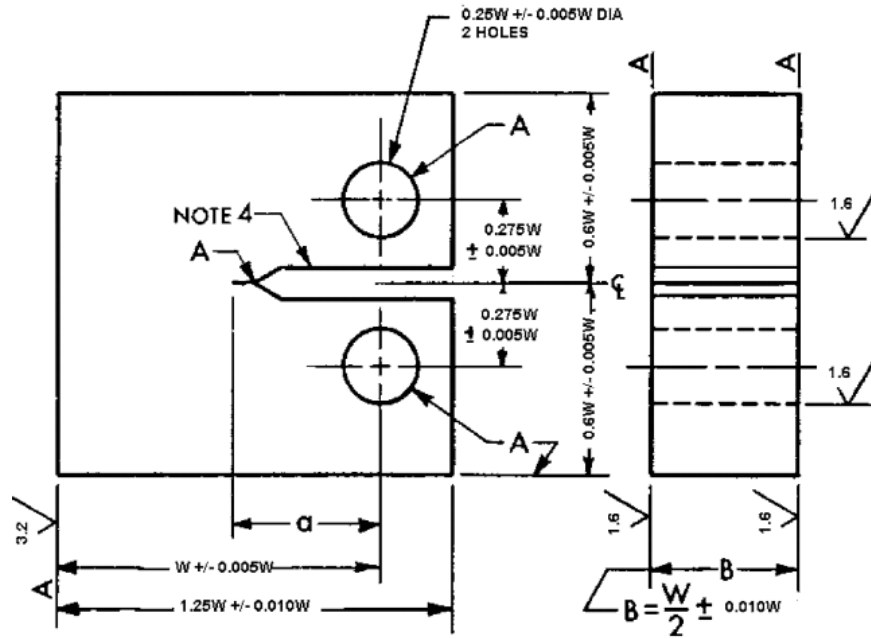 0.25W +/- 0.005W DIA
2 HOLES
A
A
A
NOTE 4
A
0.275W
± 0.005W
0.6W +/- 0.005W
1.6
℄
0.275W
± 0.005W
0.6W +/- 0.005W
1.6
A
3.2
a
1.6
1.6
W +/- 0.005W
B
A
1.25W +/- 0.010W
B = W/2 ± 0.010W